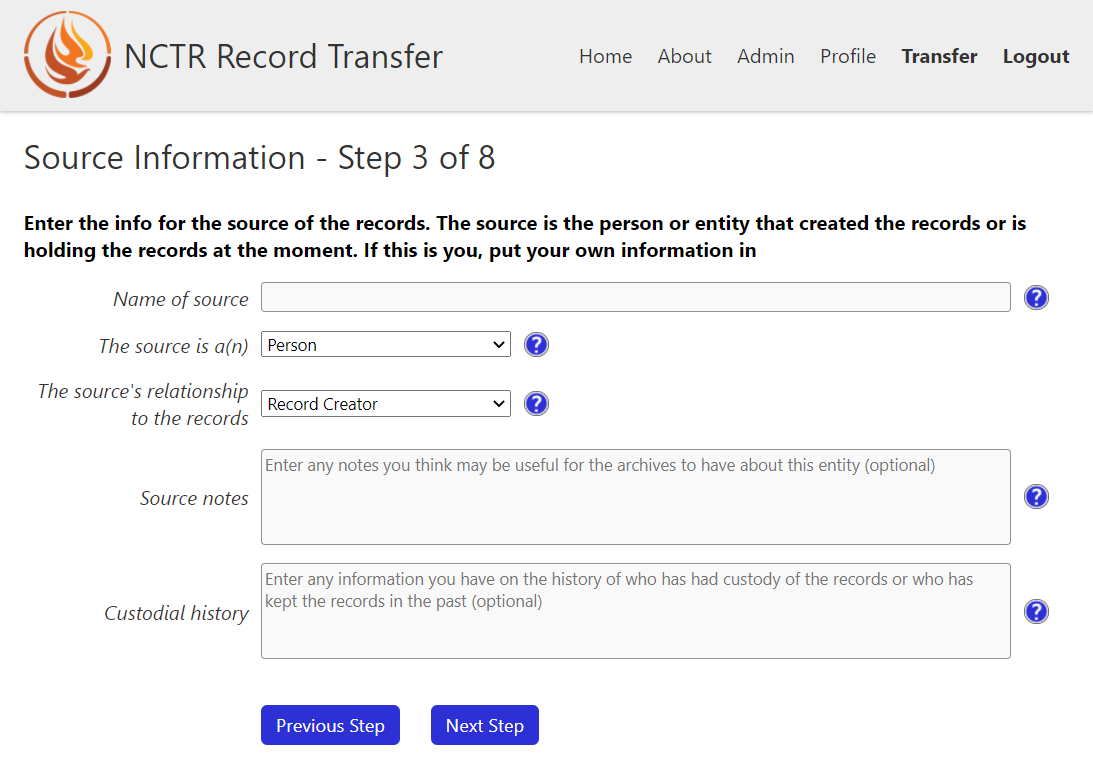 NCTR Record Transfer
Home About Admin Profile Transfer Logout
Source Information - Step 3 of 8
Enter the info for the source of the records. The source is the person or entity that created the records or is
holding the records at the moment. If this is you, put your own information in
Name of source
?
The source is a(n)
Person
?
The source's relationship
to the records
Record Creator
?
Source notes
Enter any notes you think may be useful for the archives to have about this entity (optional)
?
Custodial history
Enter any information you have on the history of who has had custody of the records or who has
kept the records in the past (optional)
?
Previous Step Next Step